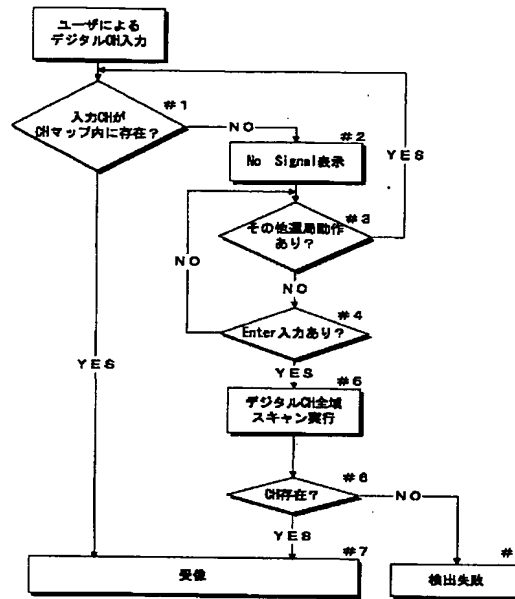 ユーザによる
デジタルCH入力
#1
入力CHが
CHマップ内に存在？
NO
#2
No Signal表示
YES
#3
その他選局動作
あり？
NO
NO
#4
Enter入力あり？
YES
YES
#6
デジタルCH全域
スキャン実行
#6
CH存在？
NO
YES
#7
受像
#
検出失敗